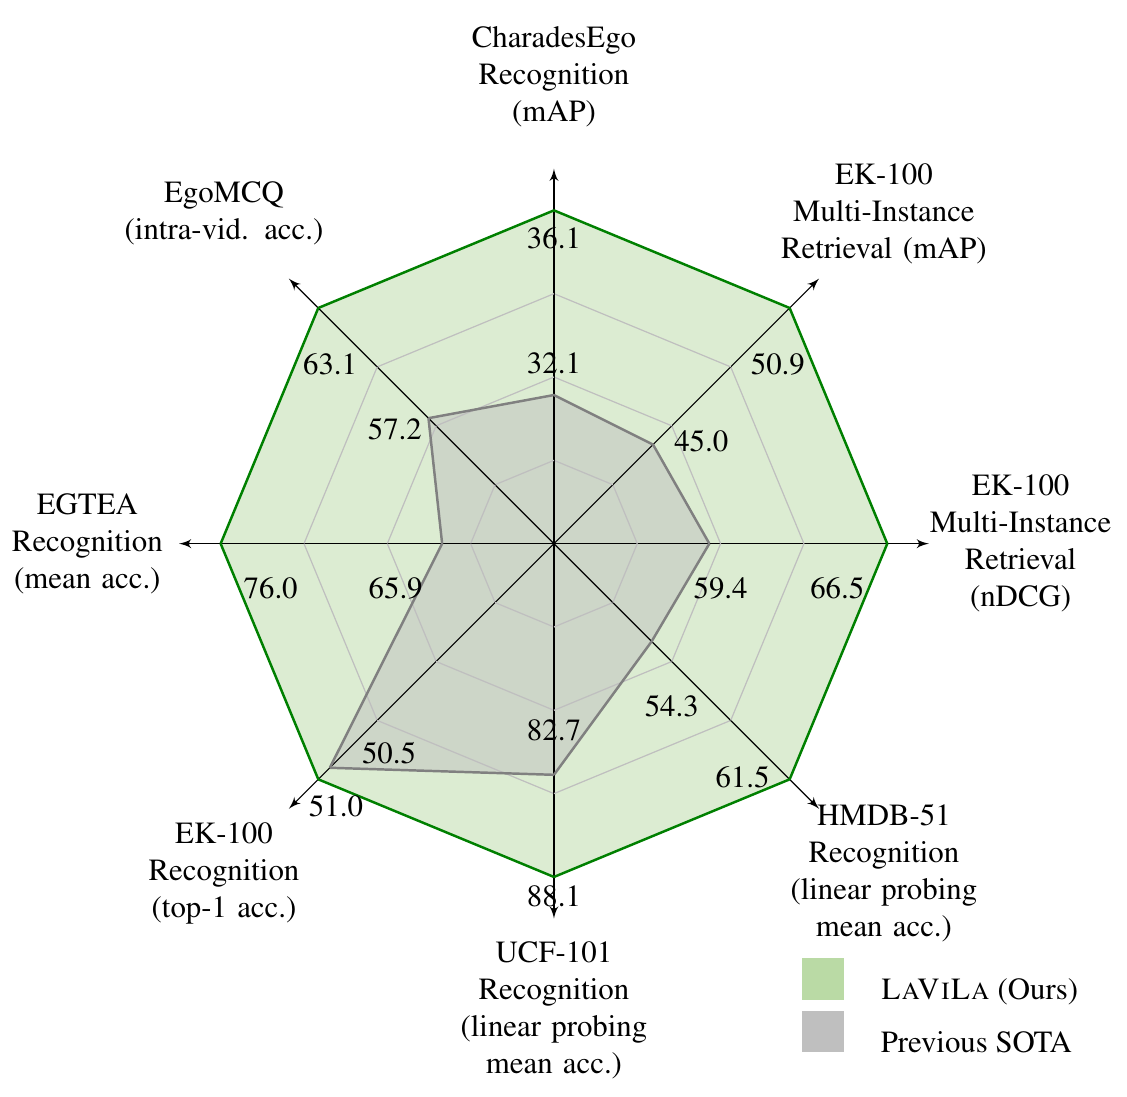 CharadesEgo
Recognition
(mAP)
EK-100
Multi-Instance
Retrieval (mAP)
EgoMCQ
(intra-vid. acc.)
36.1
32.1
63.1
50.9
57.2
45.0
EGTEA
Recognition
(mean acc.)
EK-100
Multi-Instance
Retrieval
(nDCG)
76.0
65.9
59.4
66.5
54.3
82.7
50.5
61.5
51.0
EK-100
Recognition
(top-1 acc.)
HMDB-51
Recognition
(linear probing
mean acc.)
88.1
UCF-101
Recognition
(linear probing
mean acc.)
LAVILA (Ours)
Previous SOTA